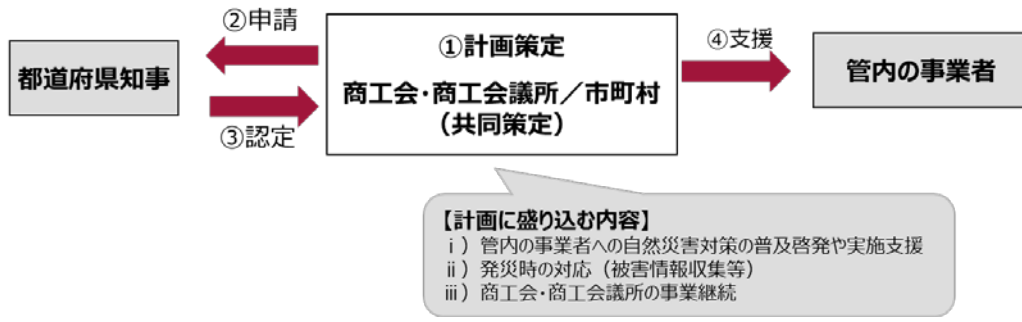 ②申請
①計画策定
④支援
都道府県知事
商工会・商工会議所／市町村
（共同策定）
管内の事業者
③認定
【計画に盛り込む内容】
ⅰ）管内の事業者への自然災害対策の普及啓発や実施支援
ⅱ）発災時の対応（被害情報収集等）
ⅲ）商工会・商工会議所の事業継続